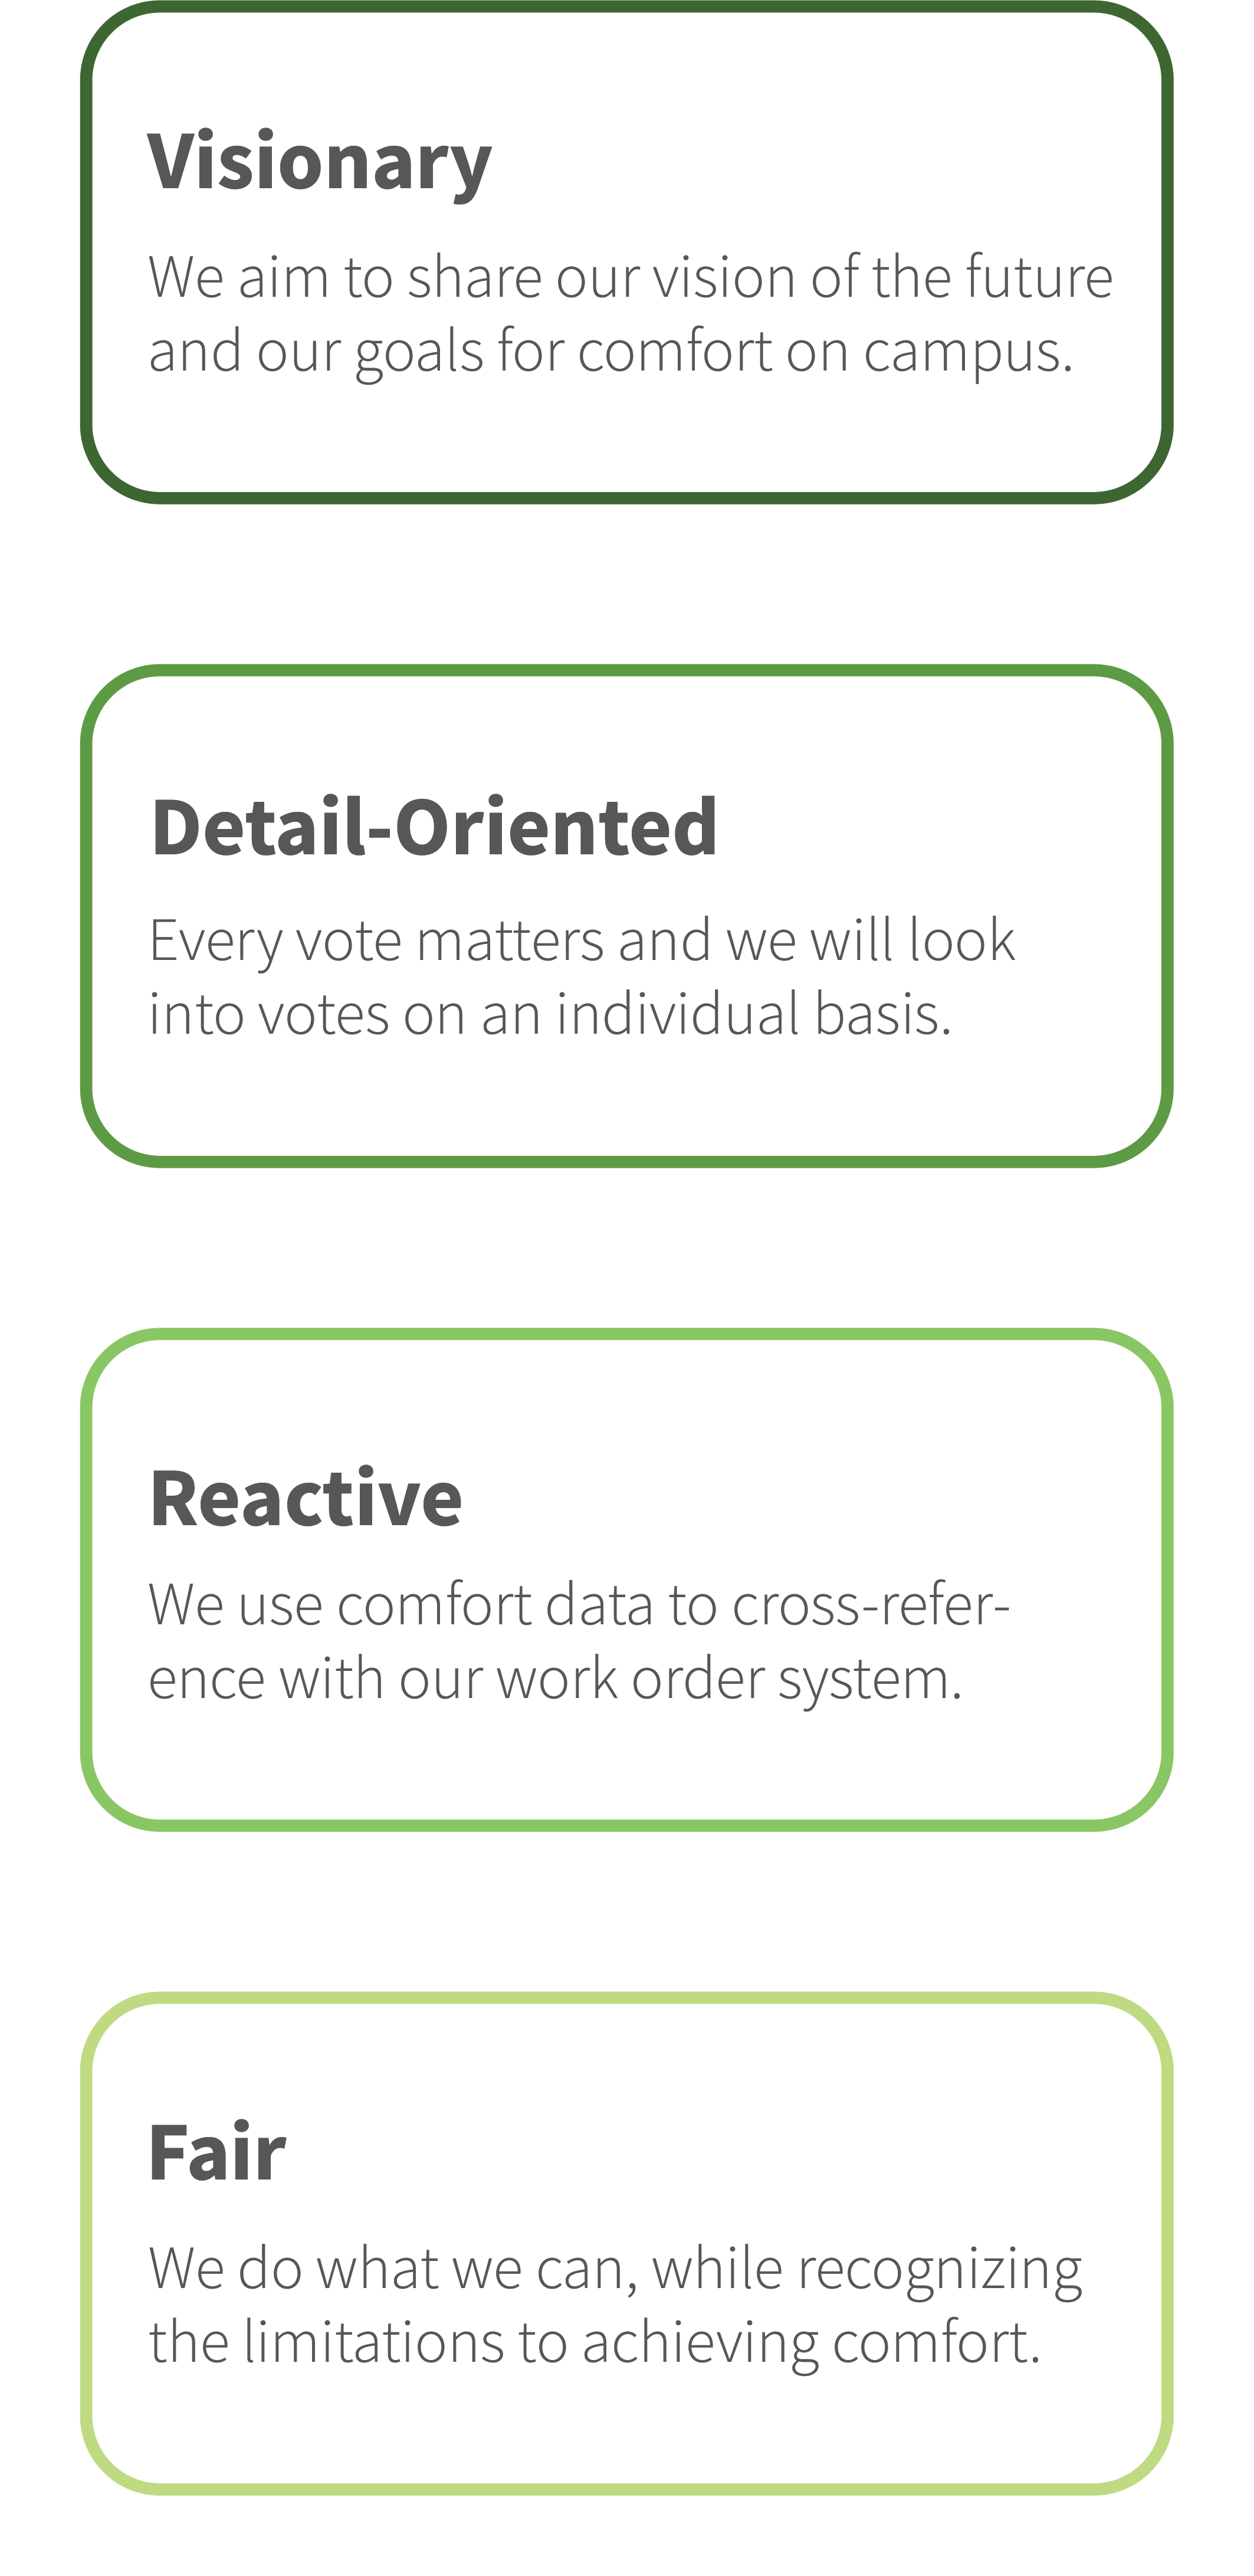 Visionary
We aim to share our vision of the future
and our goals for comfort on campus.
Detail-Oriented
Every vote matters and we will look
into votes on an individual basis.
Reactive
We use comfort data to cross-refer-
ence with our work order system.
Fair
We do what we can, while recognizing
the limitations to achieving comfort.